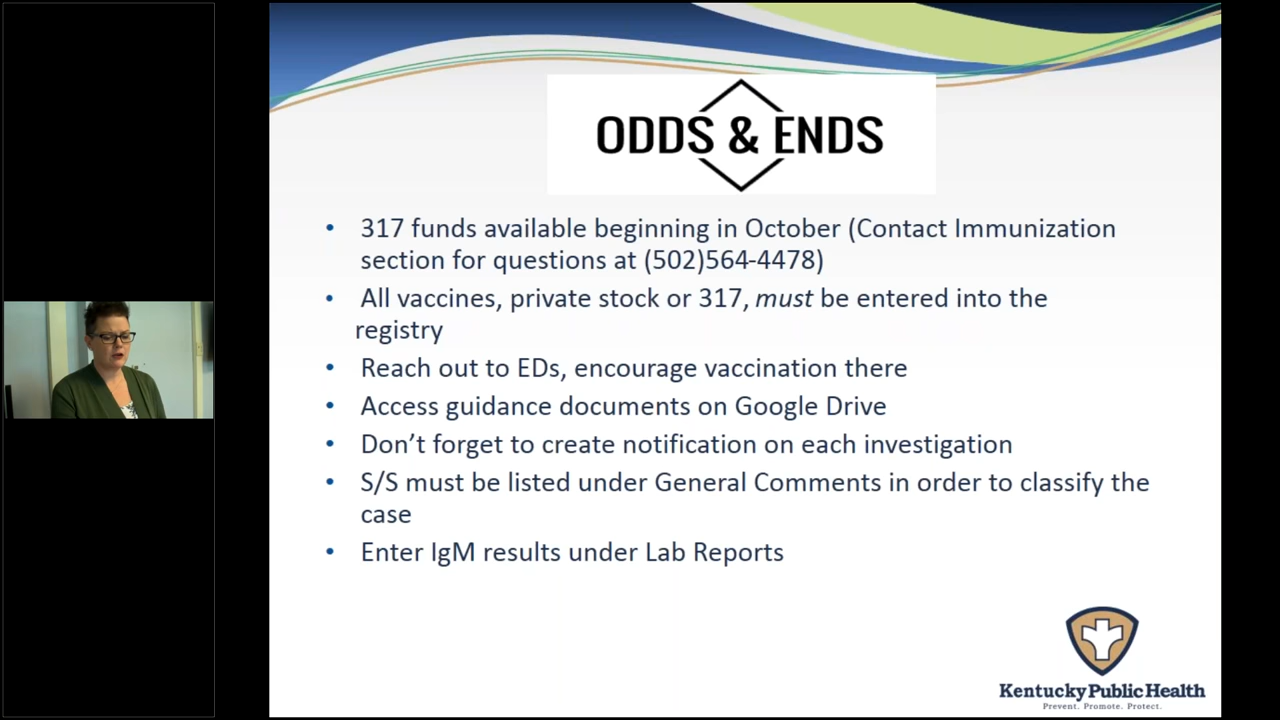 ODDS & ENDS
• 317 funds available beginning in October (Contact Immunization
section for questions at (502)564-4478)
• All vaccines, private stock or 317, must be entered into the
registry
• Reach out to EDs, encourage vaccination there
• Access guidance documents on Google Drive
• Don’t forget to create notification on each investigation
• S/S must be listed under General Comments in order to classify the
case
• Enter IgM results under Lab Reports
KentuckyPublicHealth
Prevent. Promote. Protect.